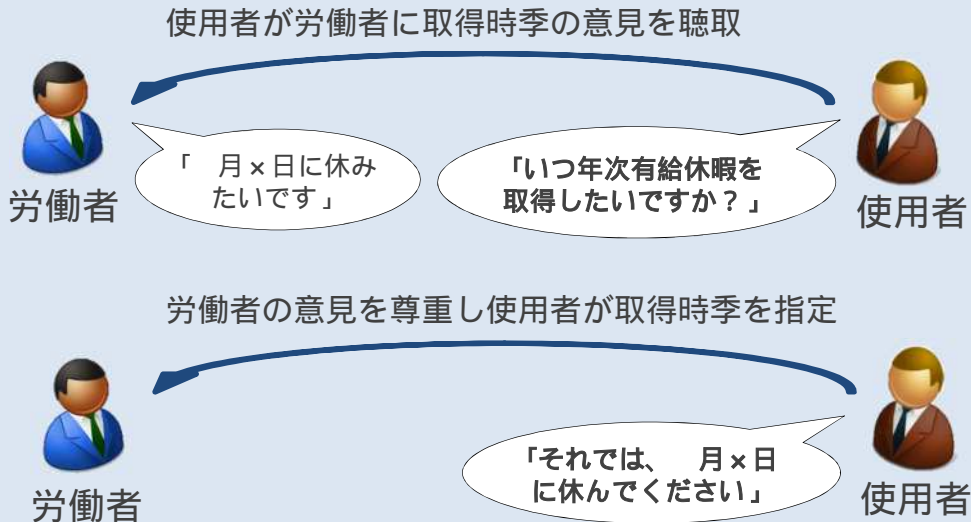 使用者が労働者に取得時季の意見を聴取
「　月×日に休み
たいです」
「いつ年次有給休暇を
取得したいですか？」
労働者
使用者
労働者の意見を尊重し使用者が取得時季を指定
「それでは、　月×日
に休んでください」
労働者
使用者